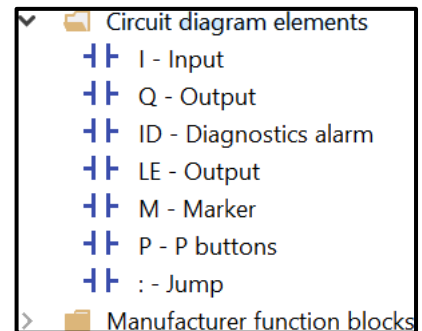 Circuit diagram elements
I - Input
Q - Output
ID - Diagnostics alarm
LE - Output
M - Marker
P - P buttons
: - Jump
Manufacturer function blocks